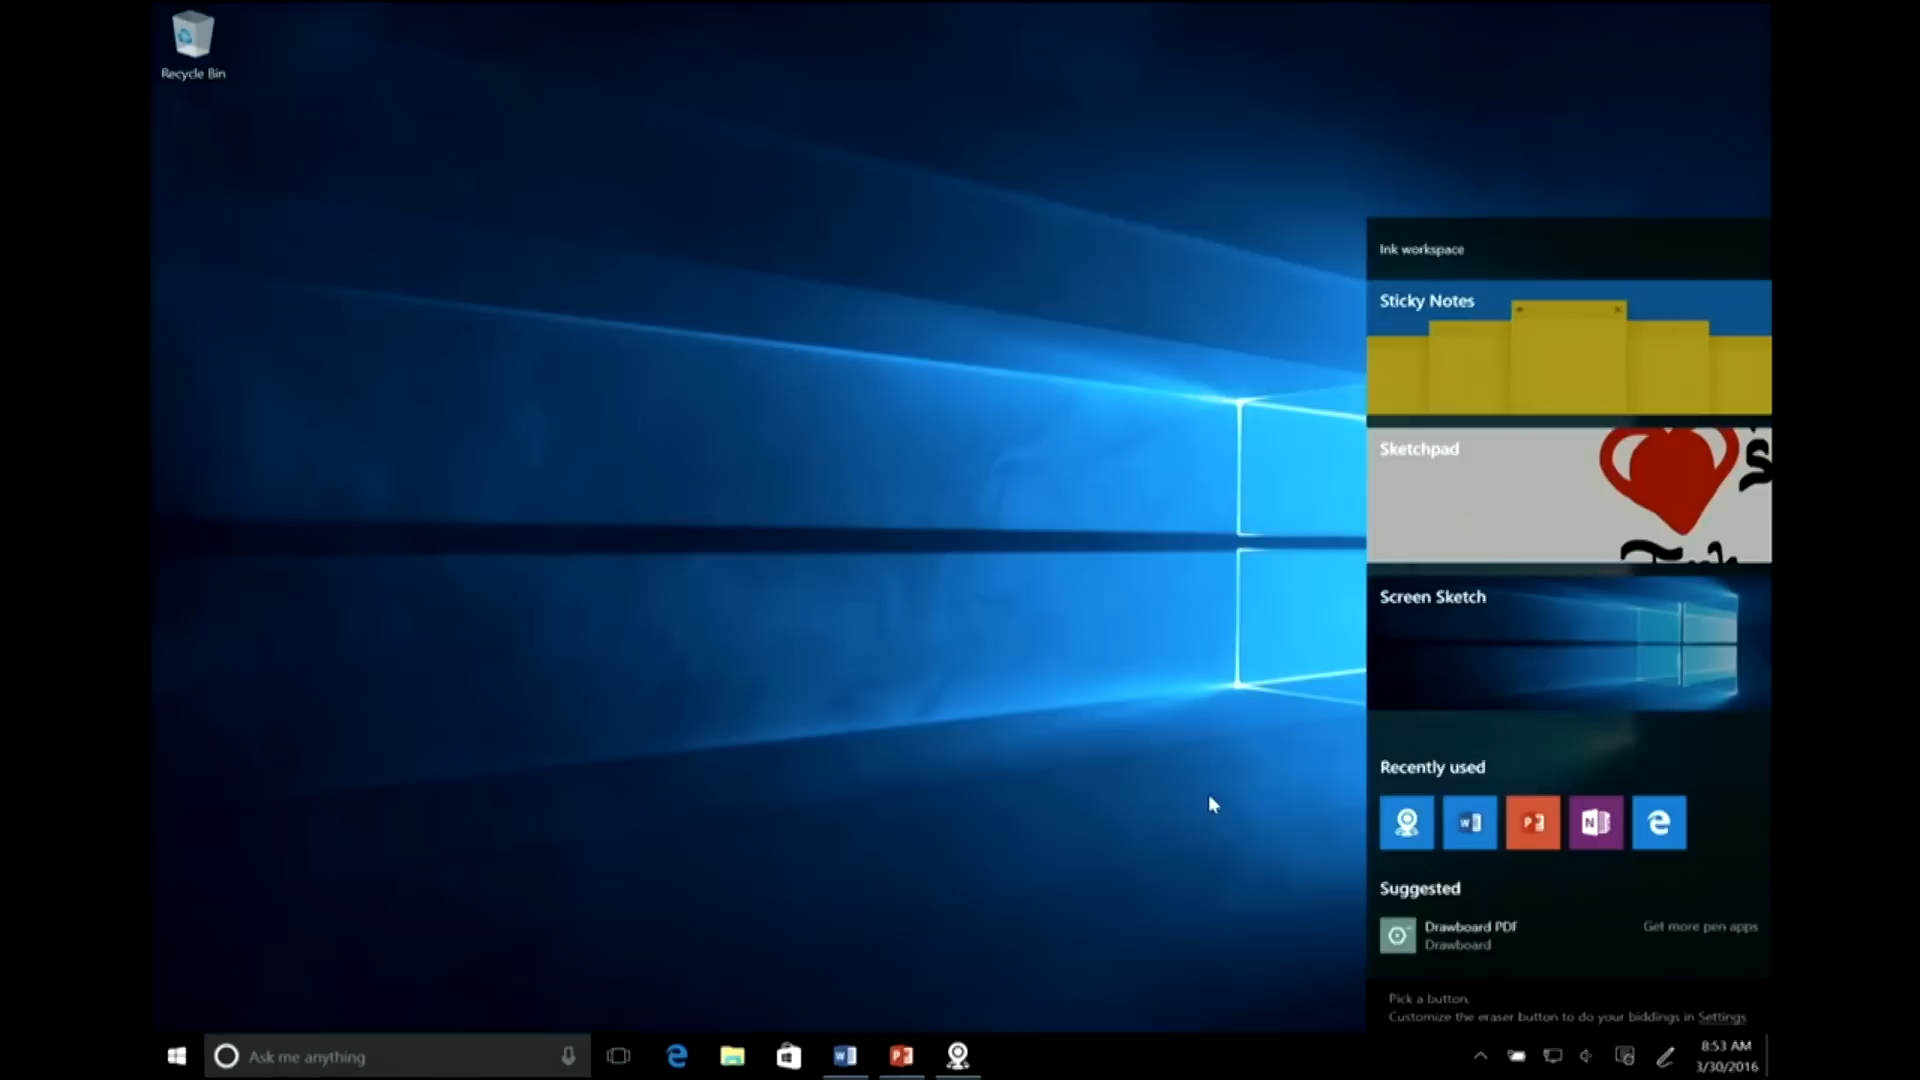 Recycle Bin
Ink workspace
Sticky Notes
Sketchpad
Screen Sketch
Recently used
Suggested
Drawboard PDF
Drawboard
Get more pen apps
Pick a button.
Customize the eraser button to do your biddings in Settings.
Ask me anything
8:53 AM
3/30/2016